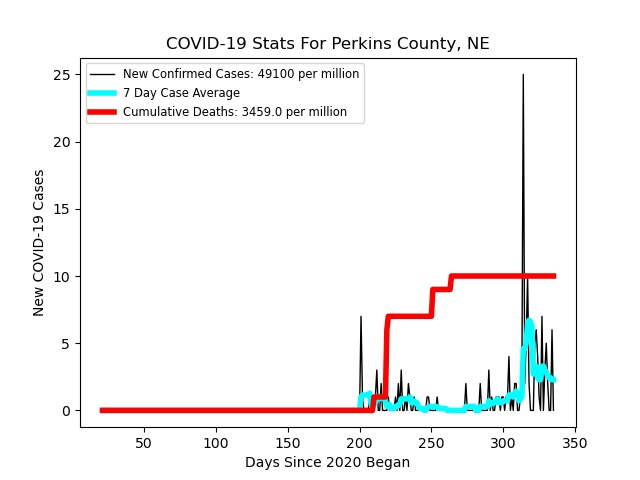 COVID-19 Stats For Perkins County, NE
New Confirmed Cases: 49100 per million
7 Day Case Average
Cumulative Deaths: 3459.0 per million
New COVID-19 Cases
25
20
15
10
5
0
50
100
150
200
250
300
350
Days Since 2020 Began